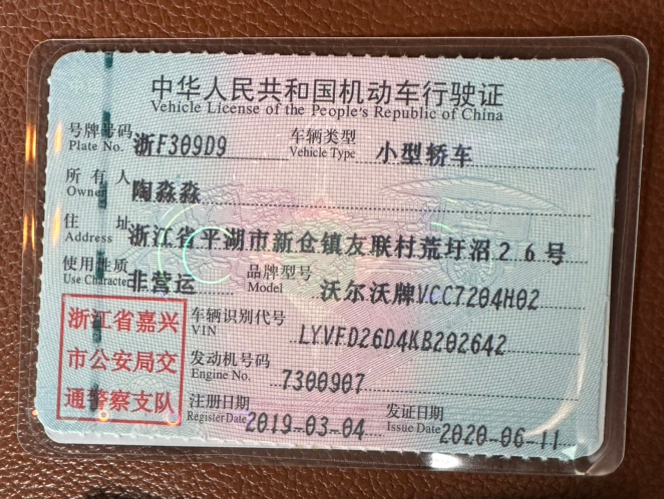 中华人民共和国机动车行驶证
Vehicle License of the People's Republic of China
号牌号码 浙F309D9 车辆类型 小型轿车
Plate No. Vehicle Type
所有人 陶淼淼
Owner
住址 浙江省平湖市新仓镇友联村荒圩沼26号
Address
使用性质 非营运 品牌型号 沃尔沃牌VCC7204H02
Use Character Model
浙江省嘉兴
市公安局交
通警察支队
车辆识别代号 LYVFD26D4KB202642
VIN
发动机号码 7300907
Engine No.
注册日期 2019-03-04 发证日期 2020-06-11
Register Date Issue Date